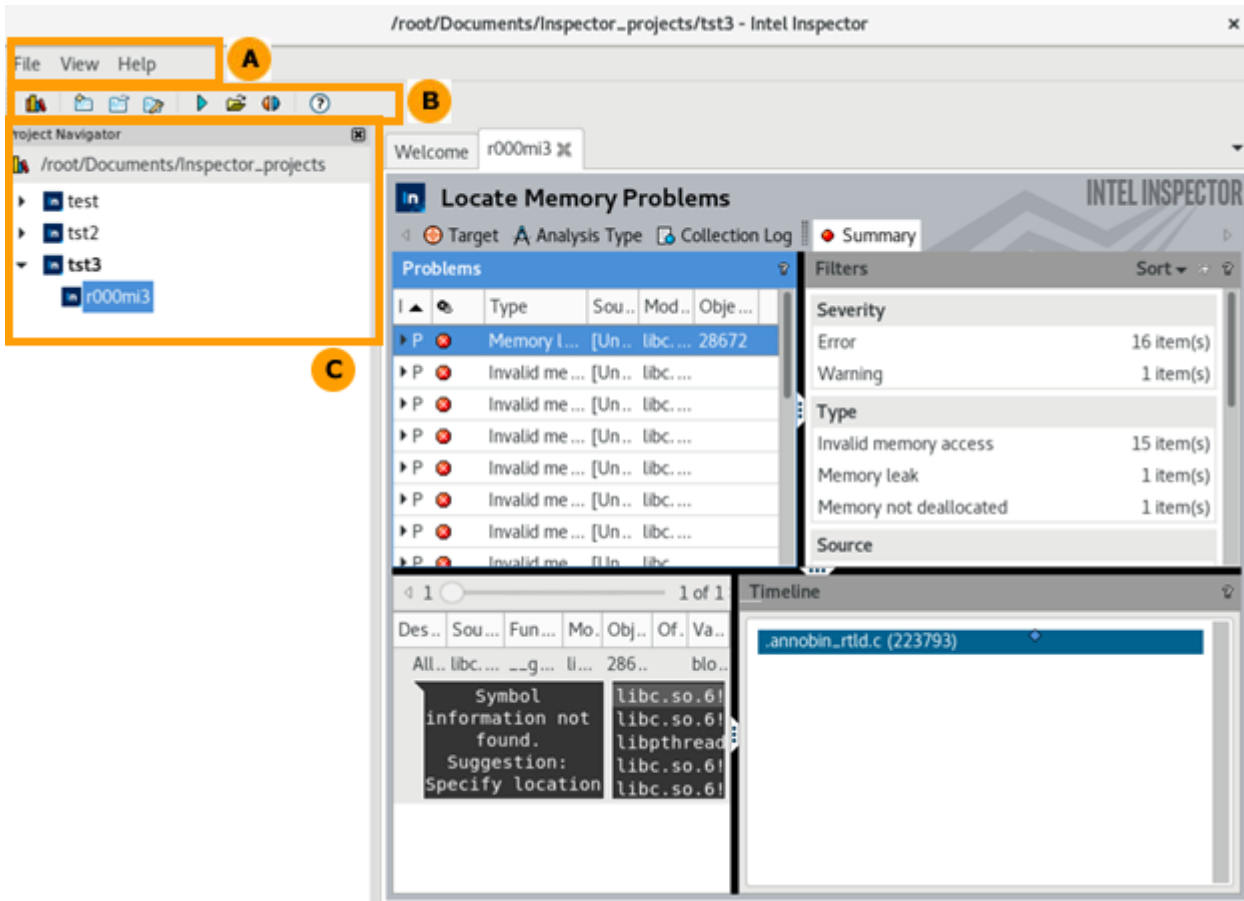 /root/Documents/Inspector_projects/tst3 - Intel Inspector
File View Help
A
B
Project Navigator
/root/Documents/Inspector_projects
test
tst2
tst3
r000mi3
C
Welcome r000mi3
Locate Memory Problems
INTEL INSPECTOR
Target Analysis Type Collection Log Summary
Problems
I Type Sou.. Mod.. Obje...
P Memory l... [Un.. libc.... 28672
P Invalid me... [Un.. libc....
P Invalid me... [Un.. libc....
P Invalid me... [Un.. libc....
P Invalid me... [Un.. libc....
P Invalid me... [Un.. libc....
P Invalid me... [Un.. libc....
P Invalid me... [Un.. libc
Filters Sort
Severity
Error 16 item(s)
Warning 1 item(s)
Type
Invalid memory access 15 item(s)
Memory leak 1 item(s)
Memory not deallocated 1 item(s)
Source
1 1 of 1
Des.. Sou... Fun... Mo. Obj.. Of. Va..
All.. libc.... __g... li... 286.. blo..
Symbol
information not
found.
Suggestion:
Specify location
libc.so.6!
libc.so.6!
libpthread
libc.so.6!
libc.so.6!
Timeline
.annobin_rtld.c (223793)